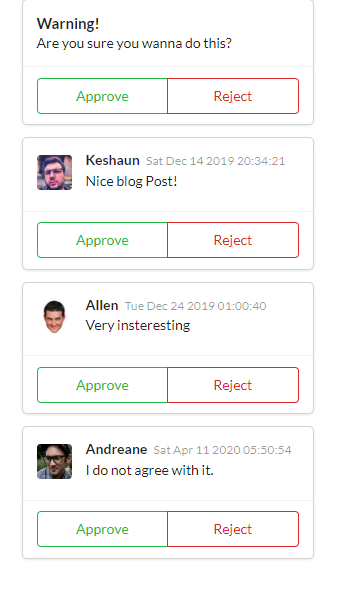 Warning!
Are you sure you wanna do this?
Approve Reject
Keshaun Sat Dec 14 2019 20:34:21
Nice blog Post!
Approve Reject
Allen Tue Dec 24 2019 01:00:40
Very insteresting
Approve Reject
Andreane Sat Apr 11 2020 05:50:54
I do not agree with it.
Approve Reject